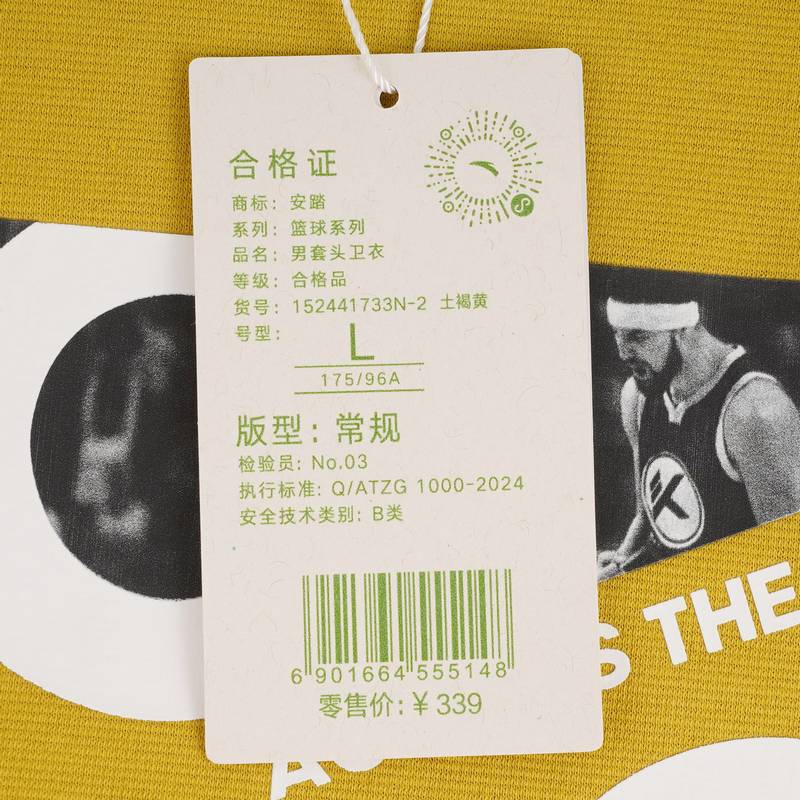 合格证
商标：安踏
系列：篮球系列
品名：男套头卫衣
等级：合格品
货号：152441733N-2 土褐黄
号型：
L
175/96A
版型：常规
检验员：No.03
执行标准：Q/ATZG 1000-2024
安全技术类别：B类
6 901664 555148
零售价：¥ 339
S THE